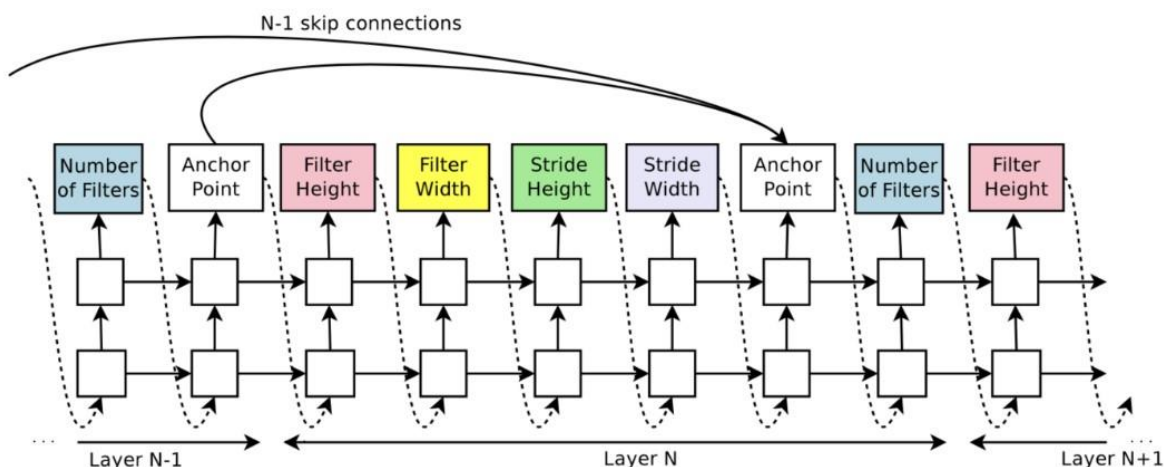 N-1 skip connections
Number
of Filters
Anchor
Point
Filter
Height
Filter
Width
Stride
Height
Stride
Width
Anchor
Point
Number
of Filters
Filter
Height
...
Layer N-1
Layer N
Layer N+1
...